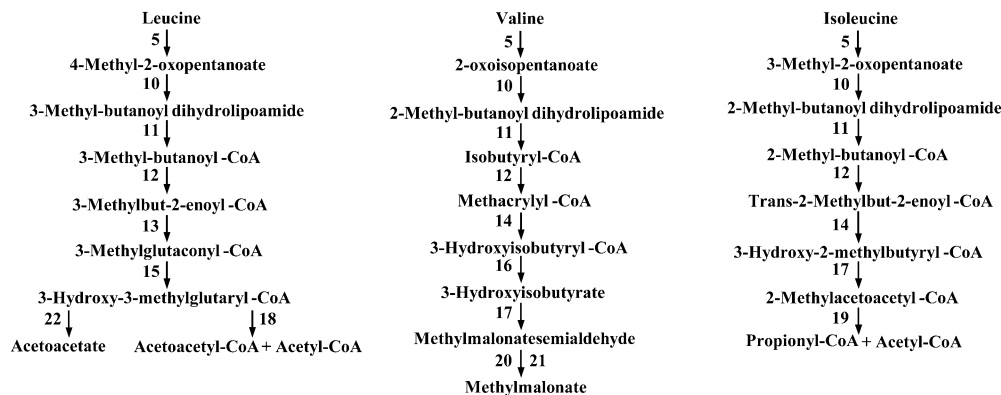 Leucine
5
4-Methyl-2-oxopentanoate
10
3-Methyl-butanoyl dihydrolipoamide
11
3-Methyl-butanoyl -CoA
12
3-Methylbut-2-enoyl -CoA
13
3-Methylglutaconyl -CoA
15
3-Hydroxy-3-methylglutaryl -CoA
22 18
Acetoacetate Acetoacetyl-CoA + Acetyl-CoA
Valine
5
2-oxoisopentanoate
10
2-Methyl-butanoyl dihydrolipoamide
11
Isobutyryl-CoA
12
Methacrylyl -CoA
14
3-Hydroxyisobutyryl -CoA
16
3-Hydroxyisobutyrate
17
Methylmalonatesemialdehyde
20 21
Methylmalonate
Isoleucine
5
3-Methyl-2-oxopentanoate
10
2-Methyl-butanoyl dihydrolipoamide
11
2-Methyl-butanoyl -CoA
12
Trans-2-Methylbut-2-enoyl -CoA
14
3-Hydroxy-2-methylbutyryl -CoA
17
2-Methylacetoacetyl -CoA
19
Propionyl-CoA + Acetyl-CoA